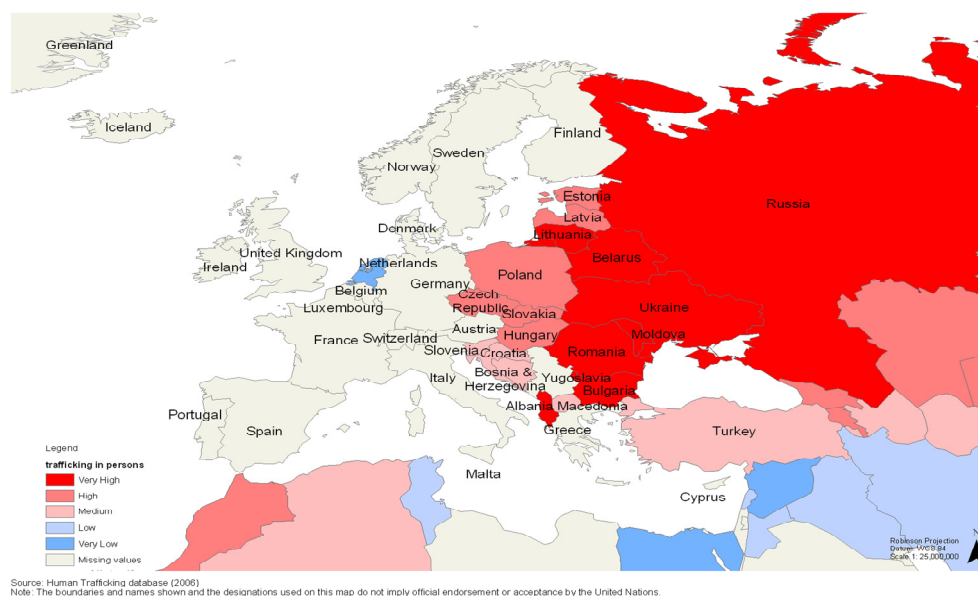 Greenland
Iceland
Finland
Sweden
Norway
Russia
Estonia
Latvia
Denmark
Lithuania
United Kingdom
Belarus
Ireland
Netherlands
Poland
Germany
Belgium
Czech
Republic
Luxembourg
Ukraine
Slovakia
Austria
Moldova
Hungary
France
Switzerland
Slovenia
Croatia
Romania
Bosnia &
Herzegovina
Italy
Yugoslavia
Bulgaria
Albania
Macedonia
Portugal
Spain
Greece
Turkey
Malta
Cyprus
Legend
trafficking in persons
Very High
High
Medium
Low
Very Low
Missing values
Robinson Projection
Datum: WGS 84
Scale 1: 25,000,000
Source: Human Trafficking database (2006)
Note: The boundaries and names shown and the designations used on this map do not imply official endorsement or acceptance by the United Nations.